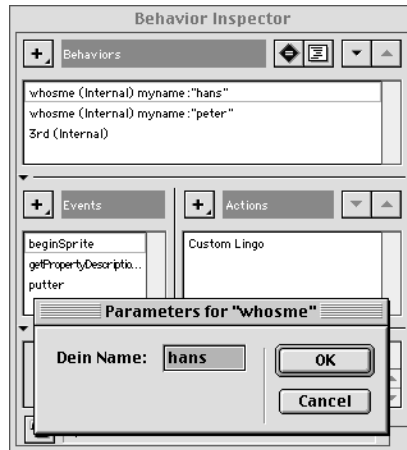 Behavior Inspector
Behaviors
whosme (Internal) myname :"hans"
whosme (Internal) myname :"peter"
3rd (Internal)
Events
Actions
beginSprite
getPropertyDescriptio...
putter
Custom Lingo
Parameters for "whosme"
Dein Name: hans
OK
Cancel